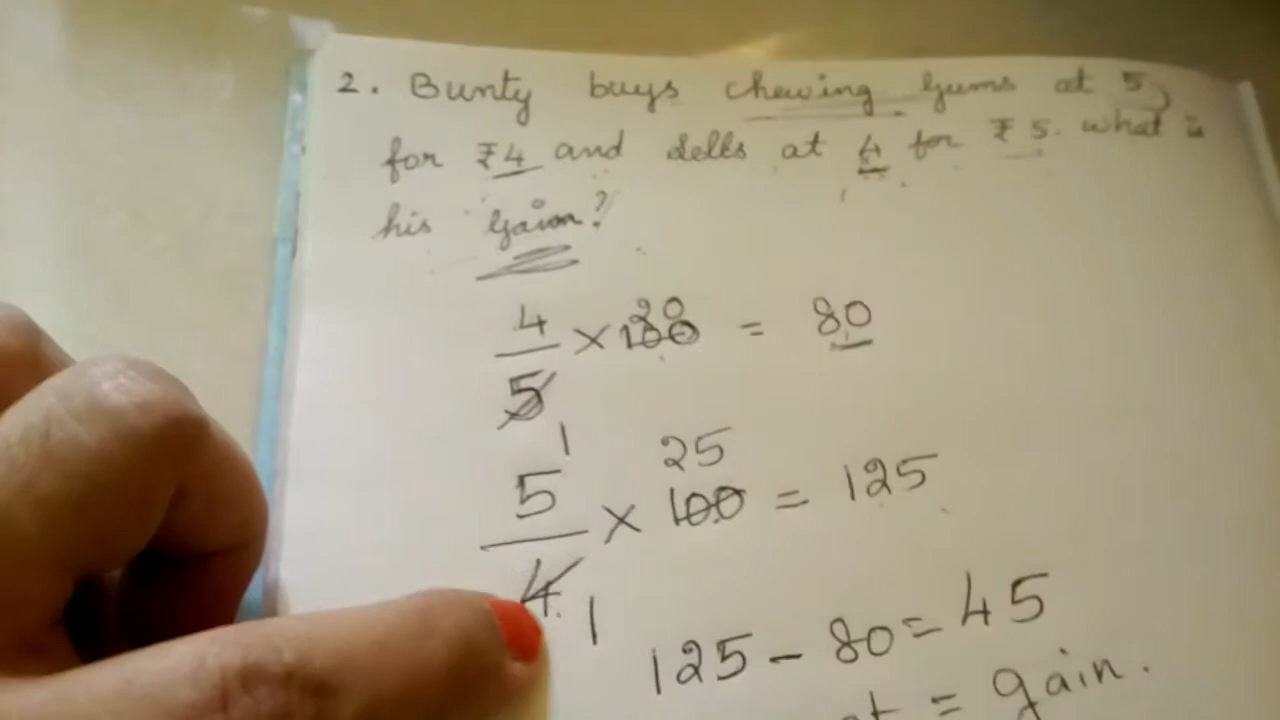 2. Bunty buys chewing Gums at 5
for ₹4 and sells at 4 for ₹5. what is
his Gain?
4/5 × 100 20 = 80
1
5/4 × 100 25 = 125
1
125 - 80 = 45
= gain.